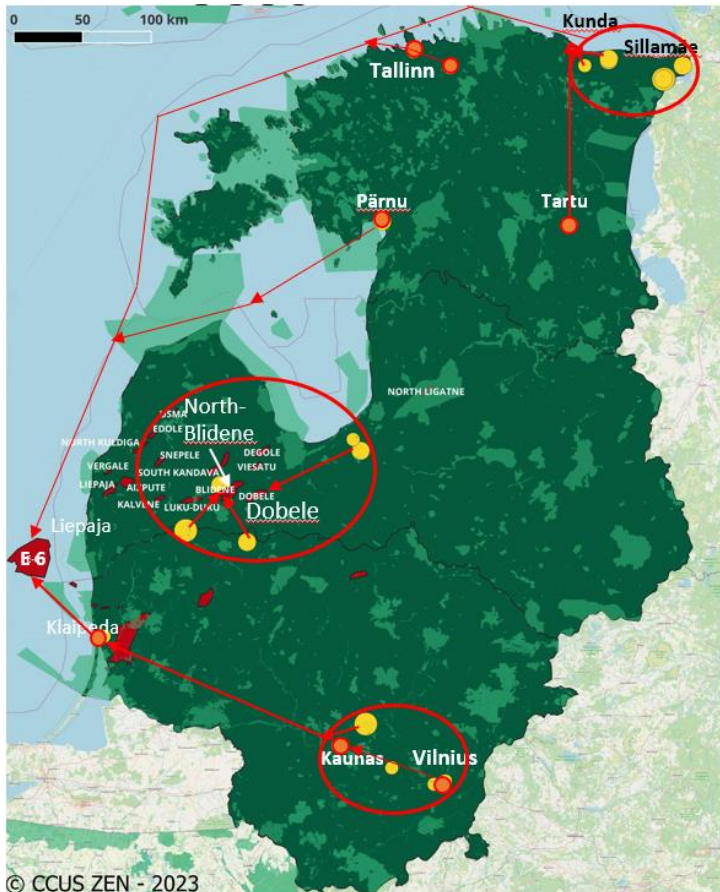 0 50 100 km
Kunda
Sillamäe
Tallinn
Pärnu
Tartu
NORTH LIGATNE
North-
Blidene
EDOLE
NORTH KULDIGA
SNEPELE
DEGOLE
VERGALE
SOUTH KANDAVA
VIESATU
LIEPAJA
AIZPUTE
BLIDENE
DOBELE
KALVENE
LUKU-DUKU
Dobele
Liepaja
E-6
Klaipeda
Kaunas
Vilnius
© CCUS ZEN - 2023